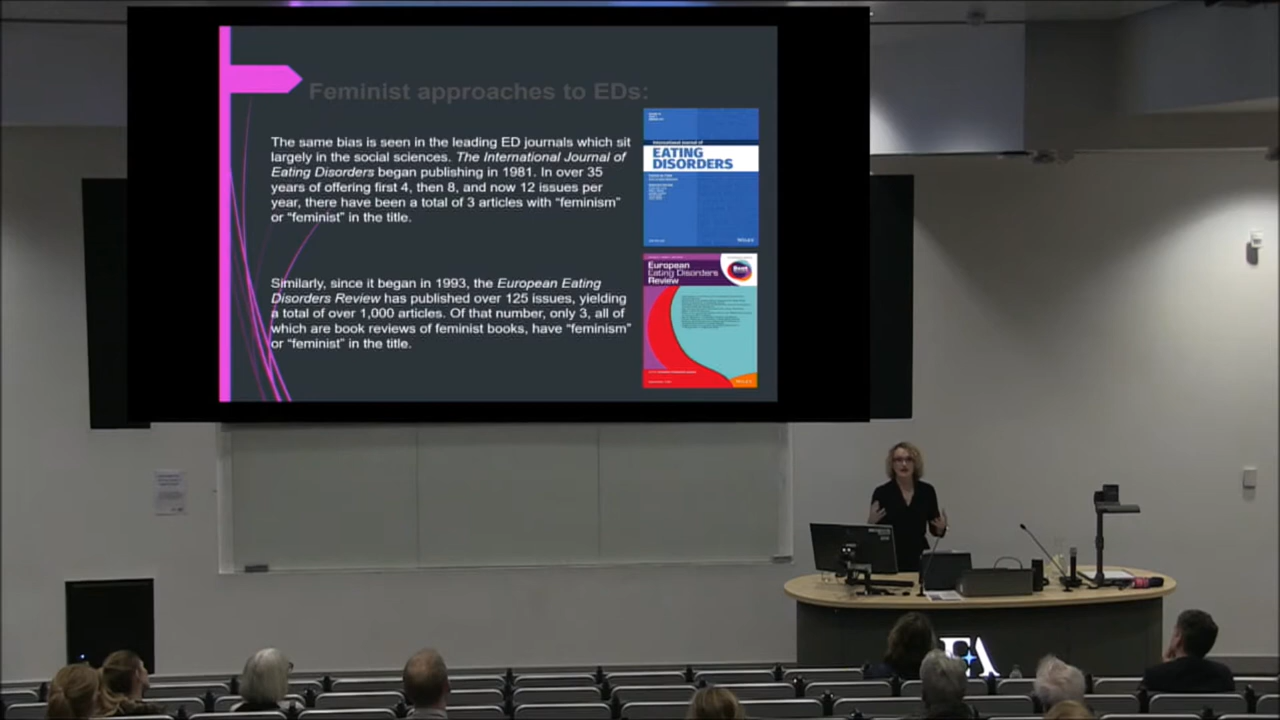 Feminist approaches to EDs:
The same bias is seen in the leading ED journals which sit
largely in the social sciences. The International Journal of
Eating Disorders began publishing in 1981. In over 35
years of offering first 4, then 8, and now 12 issues per
year, there have been a total of 3 articles with “feminism”
or “feminist” in the title.
International Journal of
EATING
DISORDERS
WILEY
Similarly, since it began in 1993, the European Eating
Disorders Review has published over 125 issues, yielding
a total of over 1,000 articles. Of that number, only 3, all of
which are book reviews of feminist books, have “feminism”
or “feminist” in the title.
European
Eating Disorders
Review
WILEY